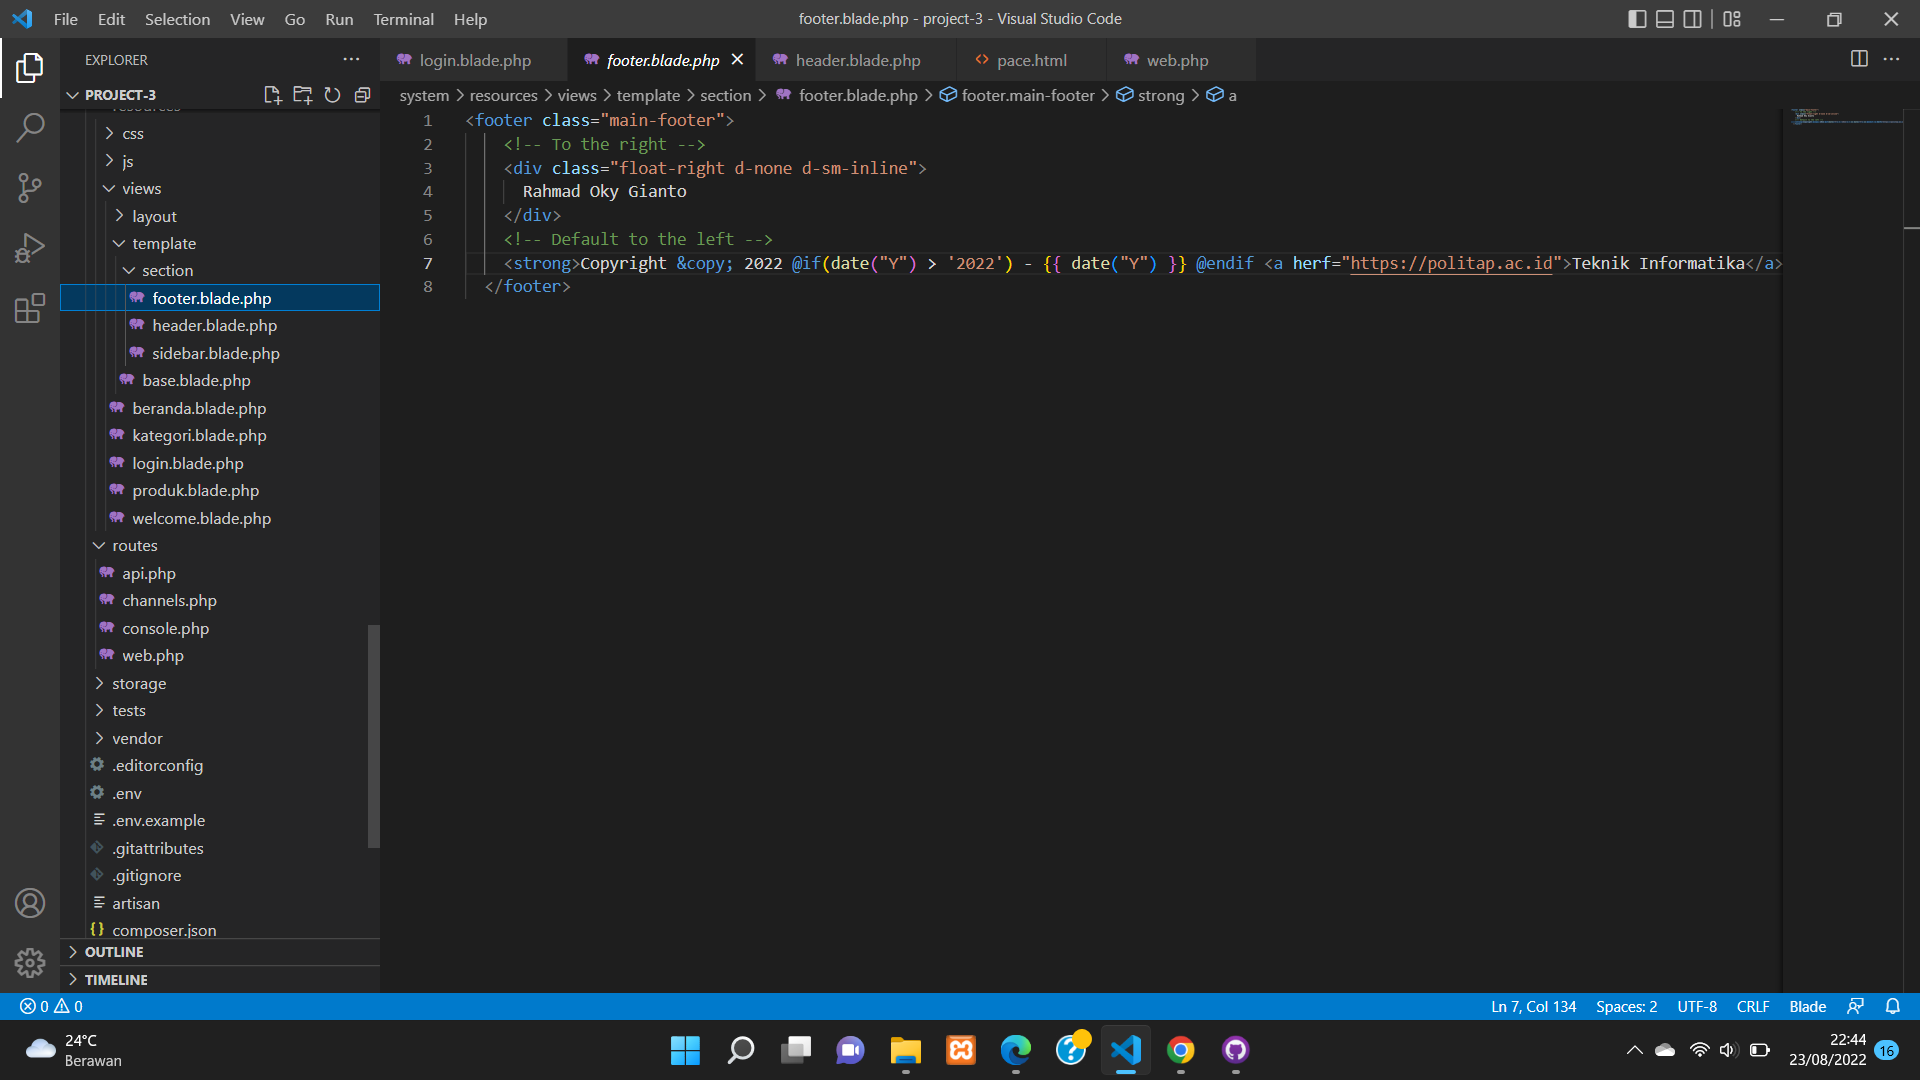 File Edit Selection View Go Run Terminal Help
footer.blade.php - project-3 - Visual Studio Code
EXPLORER
login.blade.php
footer.blade.php
header.blade.php
pace.html
web.php
PROJECT-3
system > resources > views > template > section > footer.blade.php > footer.main-footer > strong > a
resources
css
js
views
layout
template
section
footer.blade.php
header.blade.php
sidebar.blade.php
base.blade.php
beranda.blade.php
kategori.blade.php
login.blade.php
produk.blade.php
welcome.blade.php
routes
api.php
channels.php
console.php
web.php
storage
tests
vendor
.editorconfig
.env
.env.example
.gitattributes
.gitignore
artisan
composer.json
OUTLINE
TIMELINE
1 <footer class="main-footer">
2 <!-- To the right -->
3 <div class="float-right d-none d-sm-inline">
4 Rahmad Oky Gianto
5 </div>
6 <!-- Default to the left -->
7 <strong>Copyright &copy; 2022 @if(date("Y") > '2022') - {{ date("Y") }} @endif <a herf="https://politap.ac.id">Teknik Informatika</a>
8 </footer>
0 0
Ln 7, Col 134 Spaces: 2 UTF-8 CRLF Blade
24°C
Berawan
22:44
23/08/2022
16